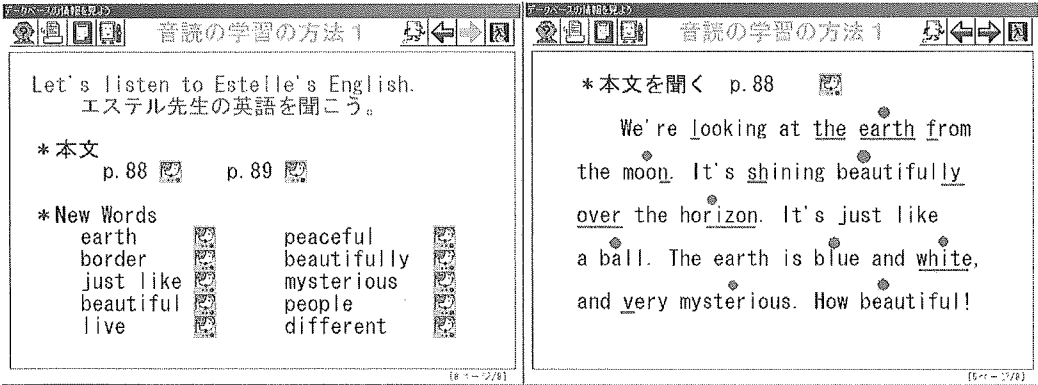 データベースの情報を見よう
音読の学習の方法1
Let's listen to Estelle's English.
エステル先生の英語を聞こう。
*本文
p.88 p.89
*New Words
earth peaceful
border beautifully
just like mysterious
beautiful people
live different
データベースの情報を見よう
音読の学習の方法1
*本文を聞く p.88
We're looking at the earth from
the moon. It's shining beautifully
over the horizon. It's just like
a ball. The earth is blue and white,
and very mysterious. How beautiful!